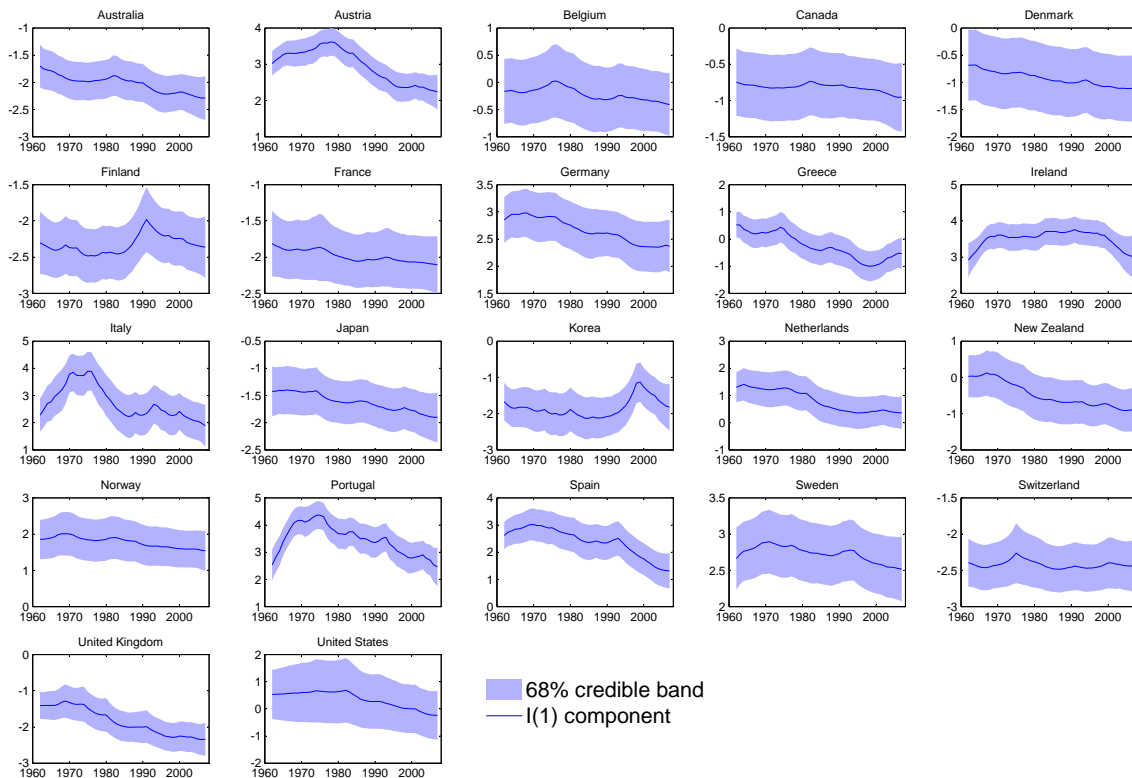 Australia Austria Belgium Canada Denmark
-1 4 1 0 0
-1.5 3 0.5 -0.5 -0.5
-2 2 0 -1 -1
-2.5 1 -0.5 -1.5 -1.5
-3 -1 -2
1960 1970 1980 1990 2000 1960 1970 1980 1990 2000 1960 1970 1980 1990 2000 1960 1970 1980 1990 2000 1960 1970 1980 1990 2000
Finland France Germany Greece Ireland
-1.5 -1 3.5 2 5
-2 -1.5 3 1 4
-2.5 -2 2.5 0 3
-3 -2.5 2 -1 2
1.5 -2
1960 1970 1980 1990 2000 1960 1970 1980 1990 2000 1960 1970 1980 1990 2000 1960 1970 1980 1990 2000 1960 1970 1980 1990 2000
Italy Japan Korea Netherlands New Zealand
5 -0.5 0 3 1
4 -1 -1 2 0
3 -1.5 -2 1 -1
2 -2 -3 0 -2
1 -2.5 -1
1960 1970 1980 1990 2000 1960 1970 1980 1990 2000 1960 1970 1980 1990 2000 1960 1970 1980 1990 2000 1960 1970 1980 1990 2000
Norway Portugal Spain Sweden Switzerland
3 5 4 3.5 -1.5
2 4 3 3 -2
1 3 2 2.5 -2.5
0 2 1 2 -3
1 0
1960 1970 1980 1990 2000 1960 1970 1980 1990 2000 1960 1970 1980 1990 2000 1960 1970 1980 1990 2000 1960 1970 1980 1990 2000
United Kingdom United States
0 2
-1 1
-2 0
-3 -1
-2
1960 1970 1980 1990 2000 1960 1970 1980 1990 2000
68% credible band
I(1) component